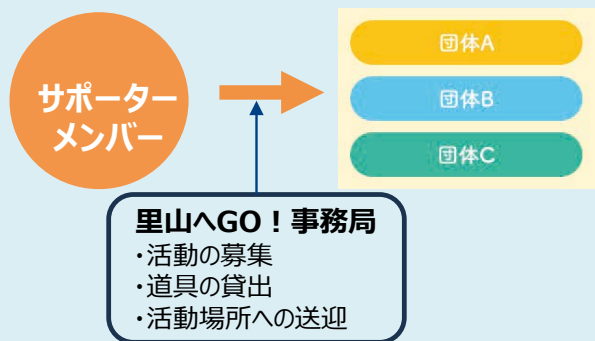 サポーター
メンバー
団体A
団体B
団体C
里山へGO！事務局
・活動の募集
・道具の貸出
・活動場所への送迎